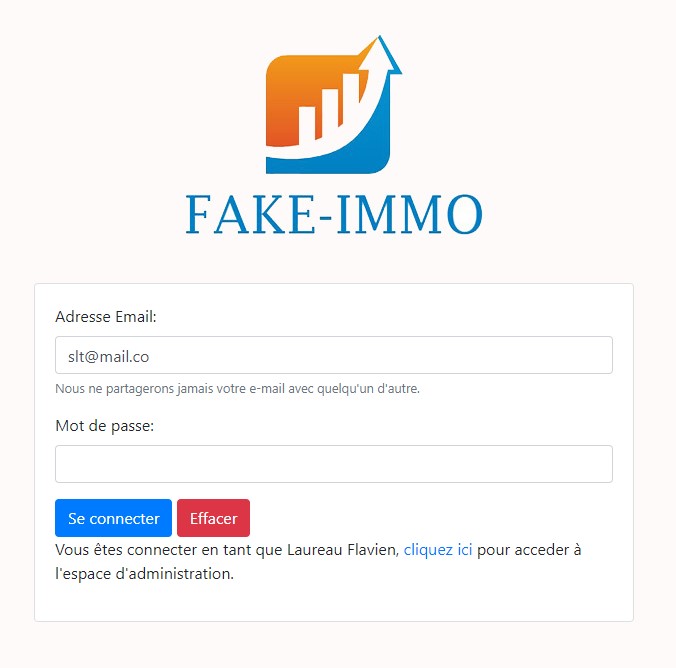 FAKE-IMMO
Adresse Email:
slt@mail.co
Nous ne partagerons jamais votre e-mail avec quelqu'un d'autre.
Mot de passe:
Se connecter Effacer
Vous êtes connecter en tant que Laureau Flavien, cliquez ici pour acceder à
l'espace d'administration.